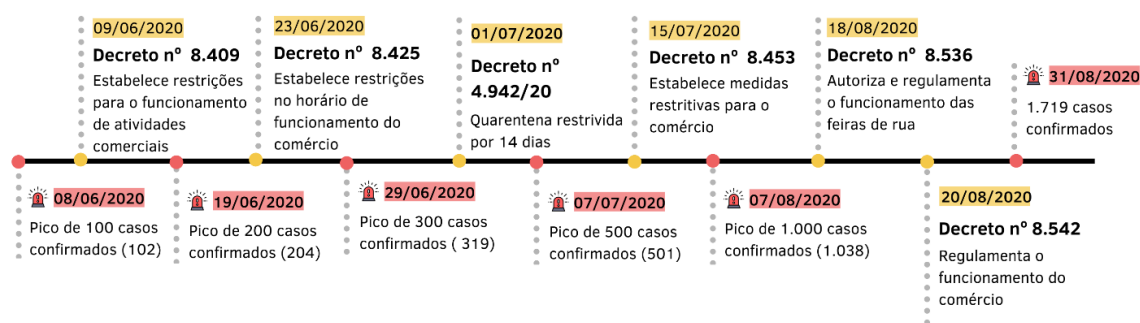 09/06/2020
Decreto nº 8.409
Estabelece restrições
para o funcionamento
de atividades
comerciais
23/06/2020
Decreto nº 8.425
Estabelece restrições
no horário de
funcionamento do
comércio
01/07/2020
Decreto nº
4.942/20
Quarentena restrivida
por 14 dias
15/07/2020
Decreto nº 8.453
Estabelece medidas
restritivas para o
comércio
18/08/2020
Decreto nº 8.536
Autoriza e regulamenta
o funcionamento das
feiras de rua
31/08/2020
1.719 casos
confirmados
08/06/2020
Pico de 100 casos
confirmados (102)
19/06/2020
Pico de 200 casos
confirmados (204)
29/06/2020
Pico de 300 casos
confirmados ( 319)
07/07/2020
Pico de 500 casos
confirmados (501)
07/08/2020
Pico de 1.000 casos
confirmados (1.038)
20/08/2020
Decreto nº 8.542
Regulamenta o
funcionamento do
comércio